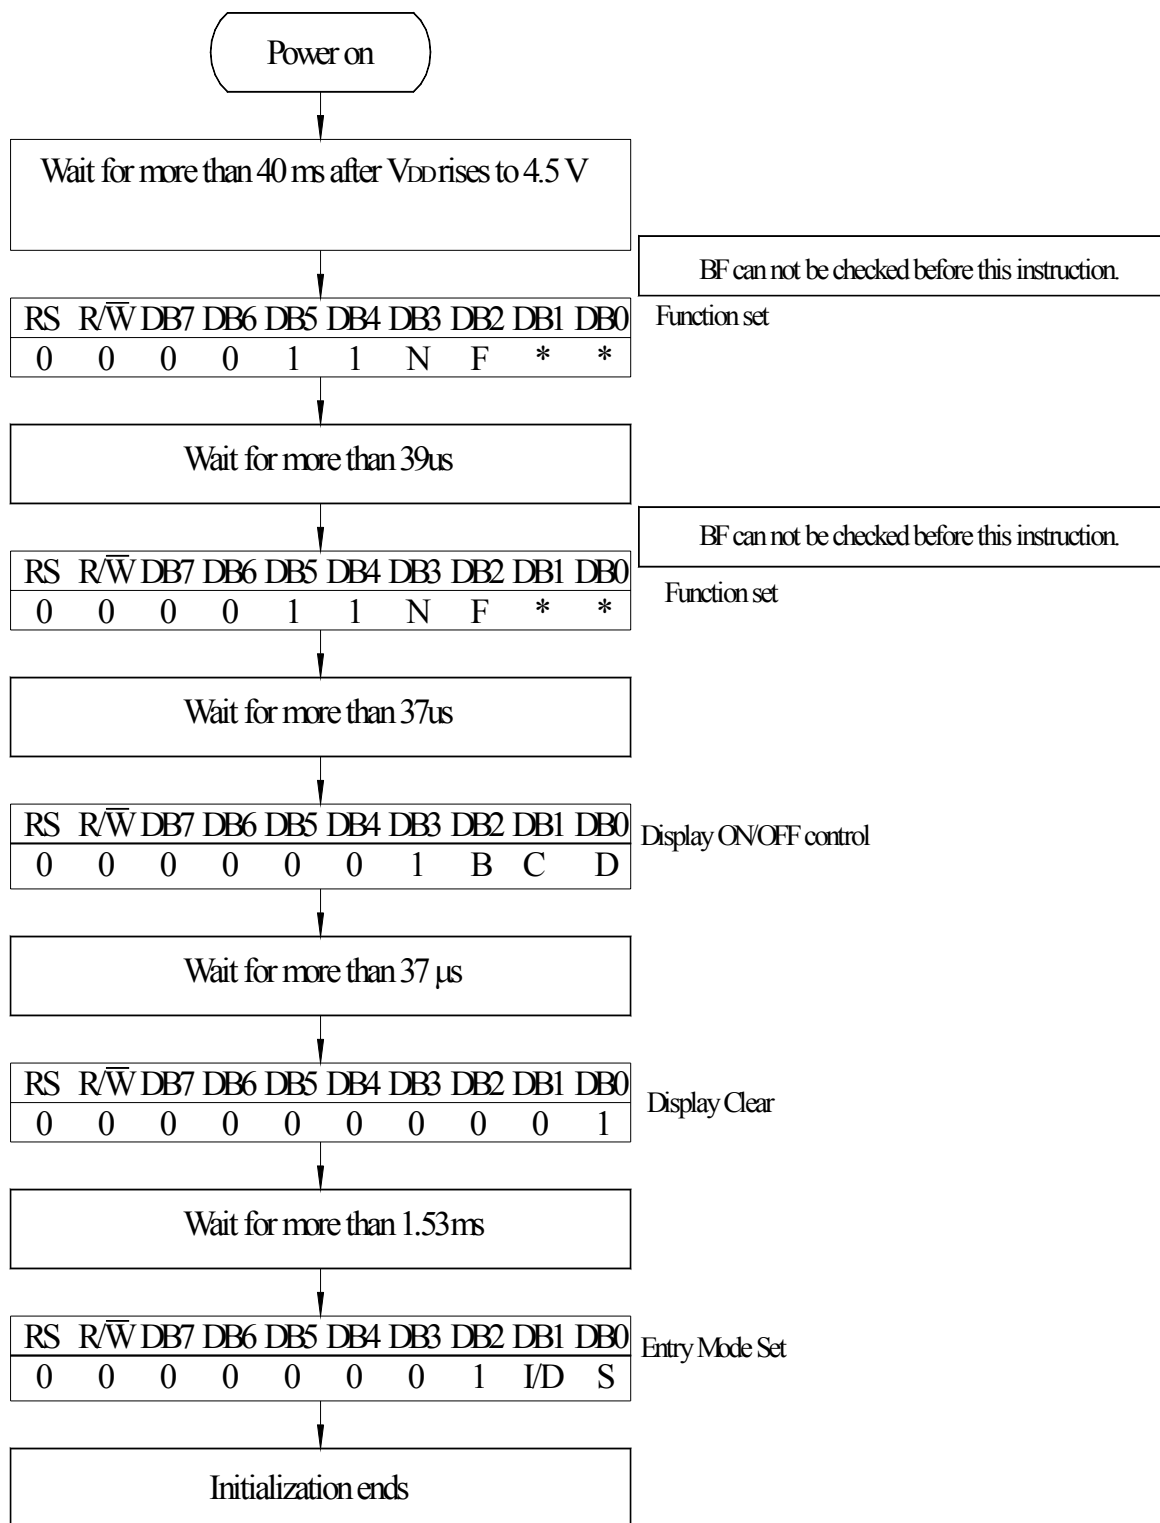 Power on
Wait for more than 40 ms after VDD rises to 4.5 V
BF can not be checked before this instruction.
RS R/W̅ DB7 DB6 DB5 DB4 DB3 DB2 DB1 DB0
Function set
0 0 0 0 1 1 N F * *
Wait for more than 39us
BF can not be checked before this instruction.
RS R/W̅ DB7 DB6 DB5 DB4 DB3 DB2 DB1 DB0
Function set
0 0 0 0 1 1 N F * *
Wait for more than 37us
RS R/W̅ DB7 DB6 DB5 DB4 DB3 DB2 DB1 DB0
Display ON/OFF control
0 0 0 0 0 0 1 B C D
Wait for more than 37 μs
RS R/W̅ DB7 DB6 DB5 DB4 DB3 DB2 DB1 DB0
Display Clear
0 0 0 0 0 0 0 0 0 1
Wait for more than 1.53ms
RS R/W̅ DB7 DB6 DB5 DB4 DB3 DB2 DB1 DB0
Entry Mode Set
0 0 0 0 0 0 0 1 I/D S
Initialization ends